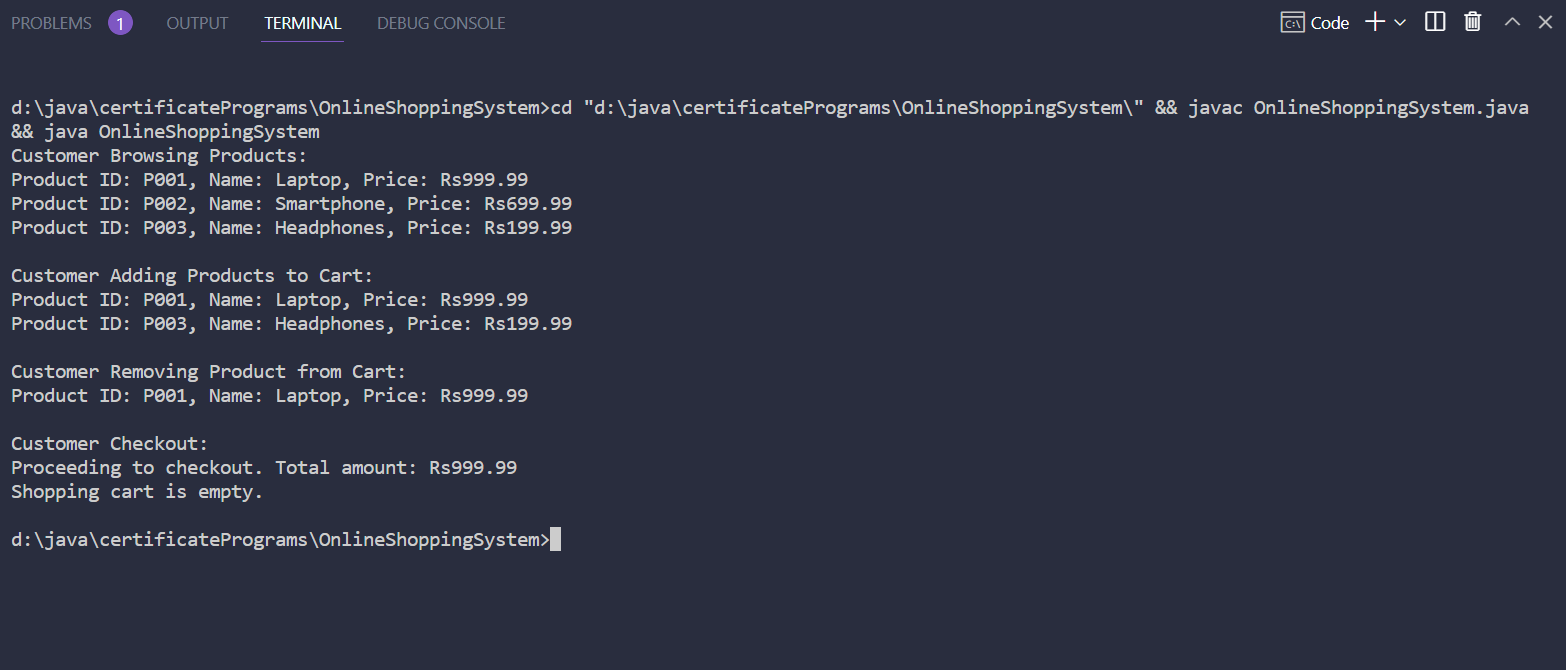 PROBLEMS 1 OUTPUT TERMINAL DEBUG CONSOLE Code
d:\java\certificatePrograms\OnlineShoppingSystem>cd "d:\java\certificatePrograms\OnlineShoppingSystem\" && javac OnlineShoppingSystem.java
&& java OnlineShoppingSystem
Customer Browsing Products:
Product ID: P001, Name: Laptop, Price: Rs999.99
Product ID: P002, Name: Smartphone, Price: Rs699.99
Product ID: P003, Name: Headphones, Price: Rs199.99
Customer Adding Products to Cart:
Product ID: P001, Name: Laptop, Price: Rs999.99
Product ID: P003, Name: Headphones, Price: Rs199.99
Customer Removing Product from Cart:
Product ID: P001, Name: Laptop, Price: Rs999.99
Customer Checkout:
Proceeding to checkout. Total amount: Rs999.99
Shopping cart is empty.
d:\java\certificatePrograms\OnlineShoppingSystem>